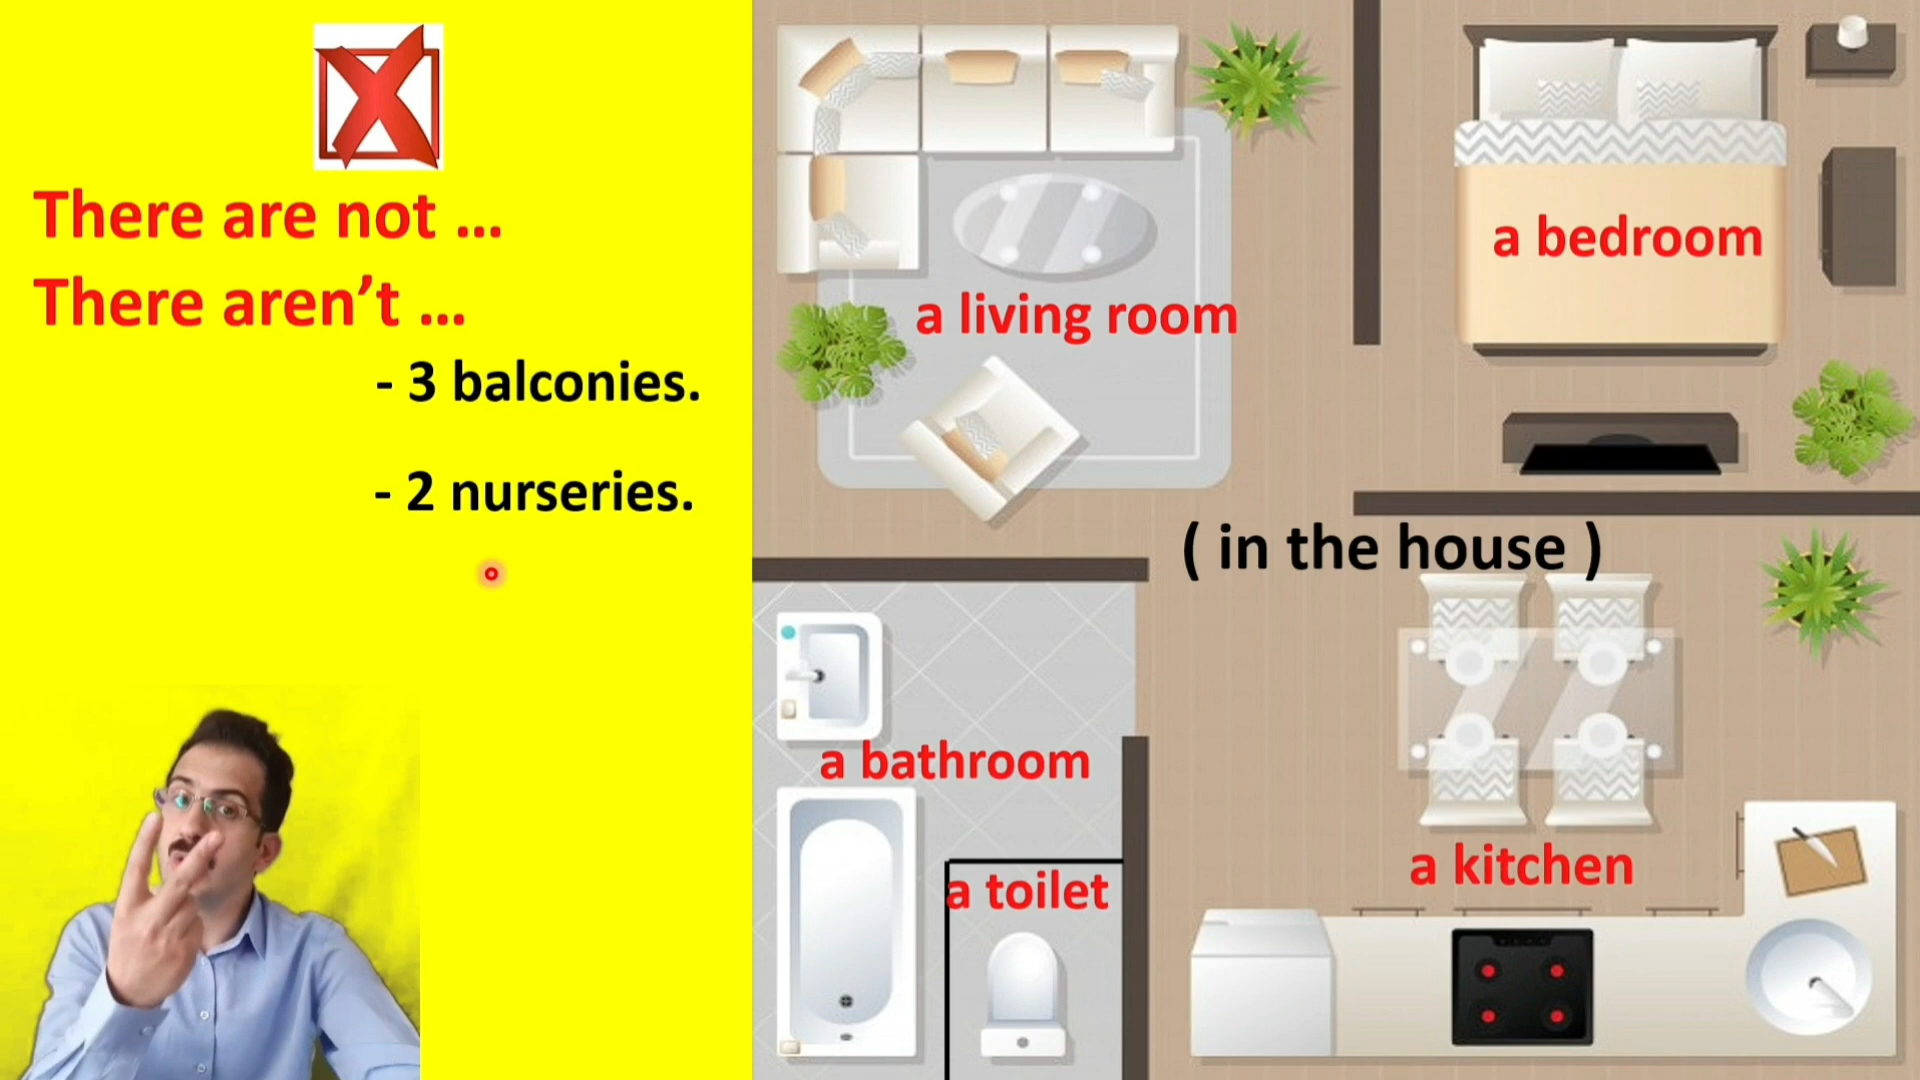 There are not ...
There aren’t ...
- 3 balconies.
- 2 nurseries.
a bedroom
a living room
( in the house )
a bathroom
a kitchen
a toilet